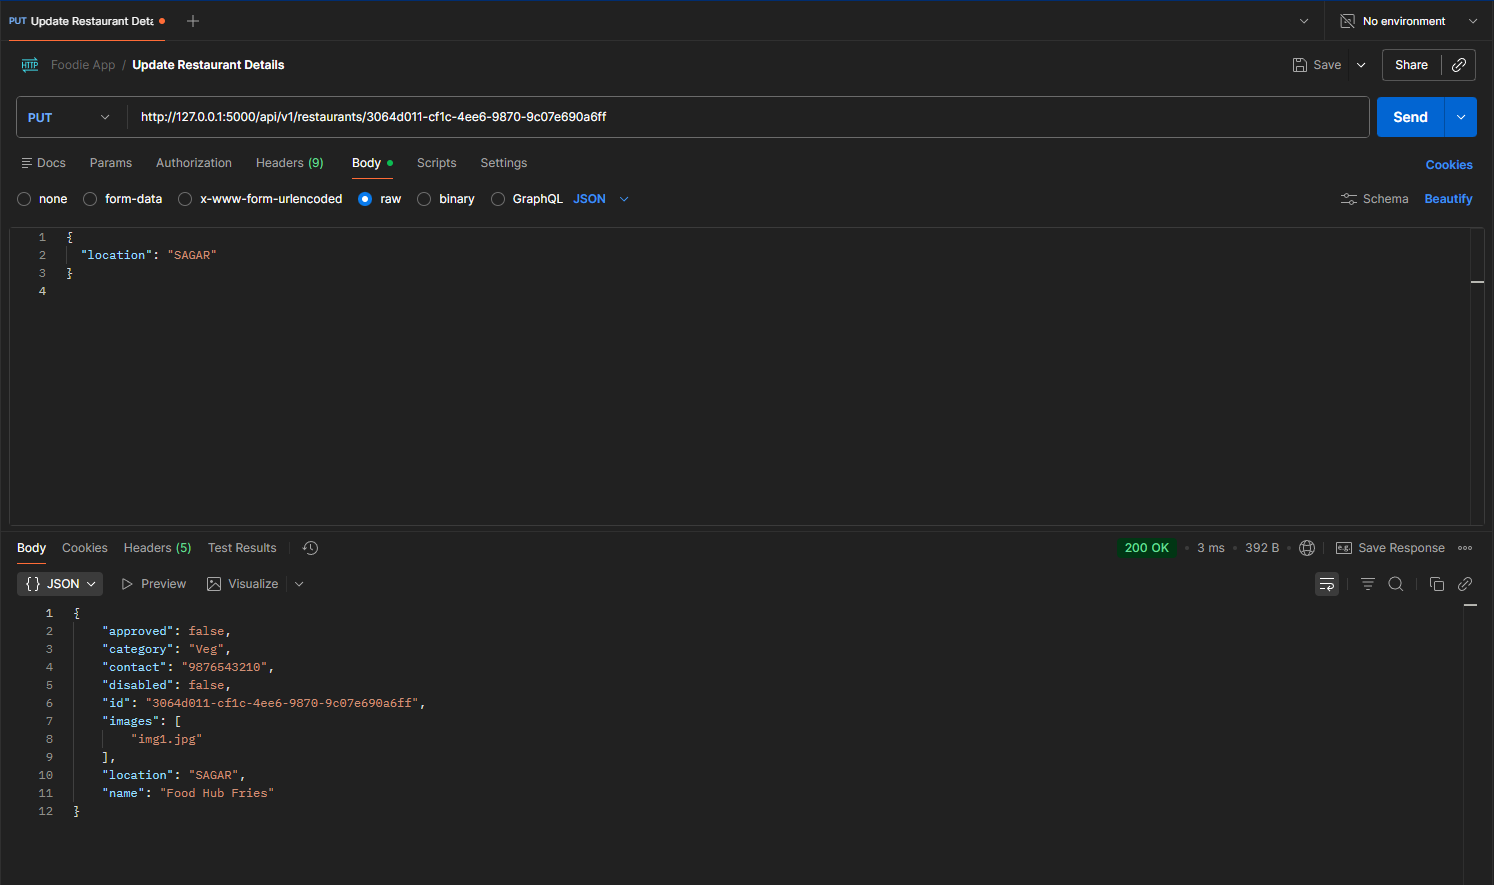 PUT Update Restaurant Deta
No environment
HTTP Foodie App / Update Restaurant Details
Save Share
PUT http://127.0.0.1:5000/api/v1/restaurants/3064d011-cf1c-4ee6-9870-9c07e690a6ff Send
Docs Params Authorization Headers (9) Body Scripts Settings Cookies
none form-data x-www-form-urlencoded raw binary GraphQL JSON Schema Beautify
1 {
2 "location": "SAGAR"
3 }
4
Body Cookies Headers (5) Test Results 200 OK • 3 ms • 392 B • e.g. Save Response
{} JSON Preview Visualize
1 {
2 "approved": false,
3 "category": "Veg",
4 "contact": "9876543210",
5 "disabled": false,
6 "id": "3064d011-cf1c-4ee6-9870-9c07e690a6ff",
7 "images": [
8 "img1.jpg"
9 ],
10 "location": "SAGAR",
11 "name": "Food Hub Fries"
12 }